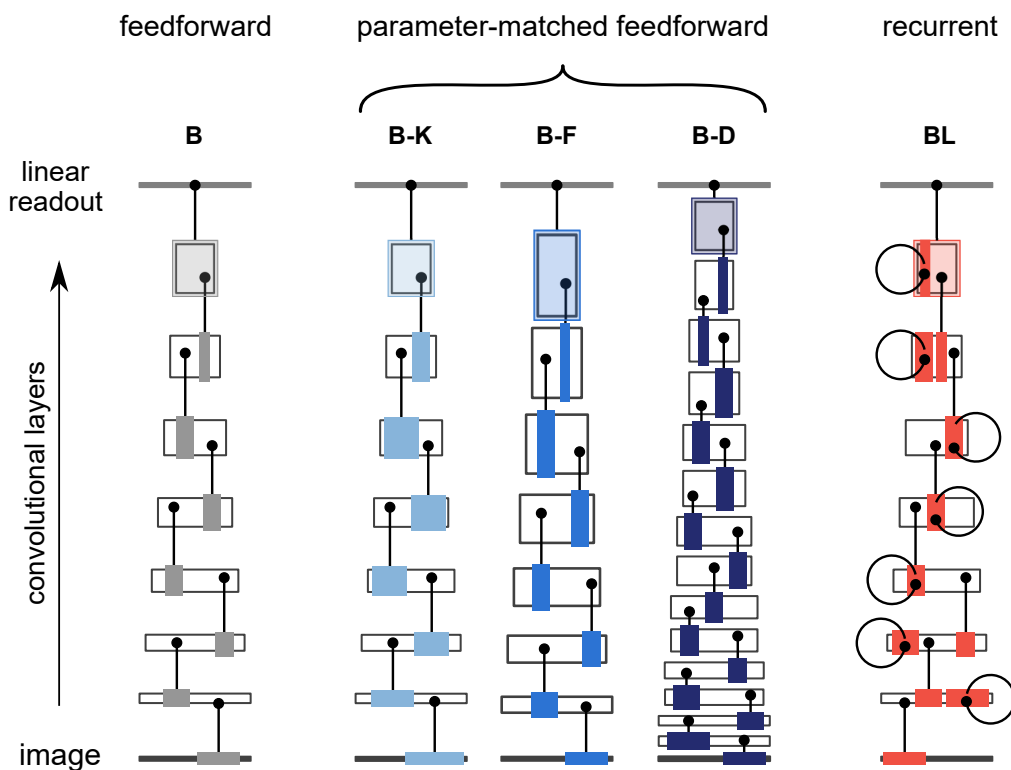 feedforward
parameter-matched feedforward
recurrent
B
B-K
B-F
B-D
BL
linear
readout
convolutional layers
image